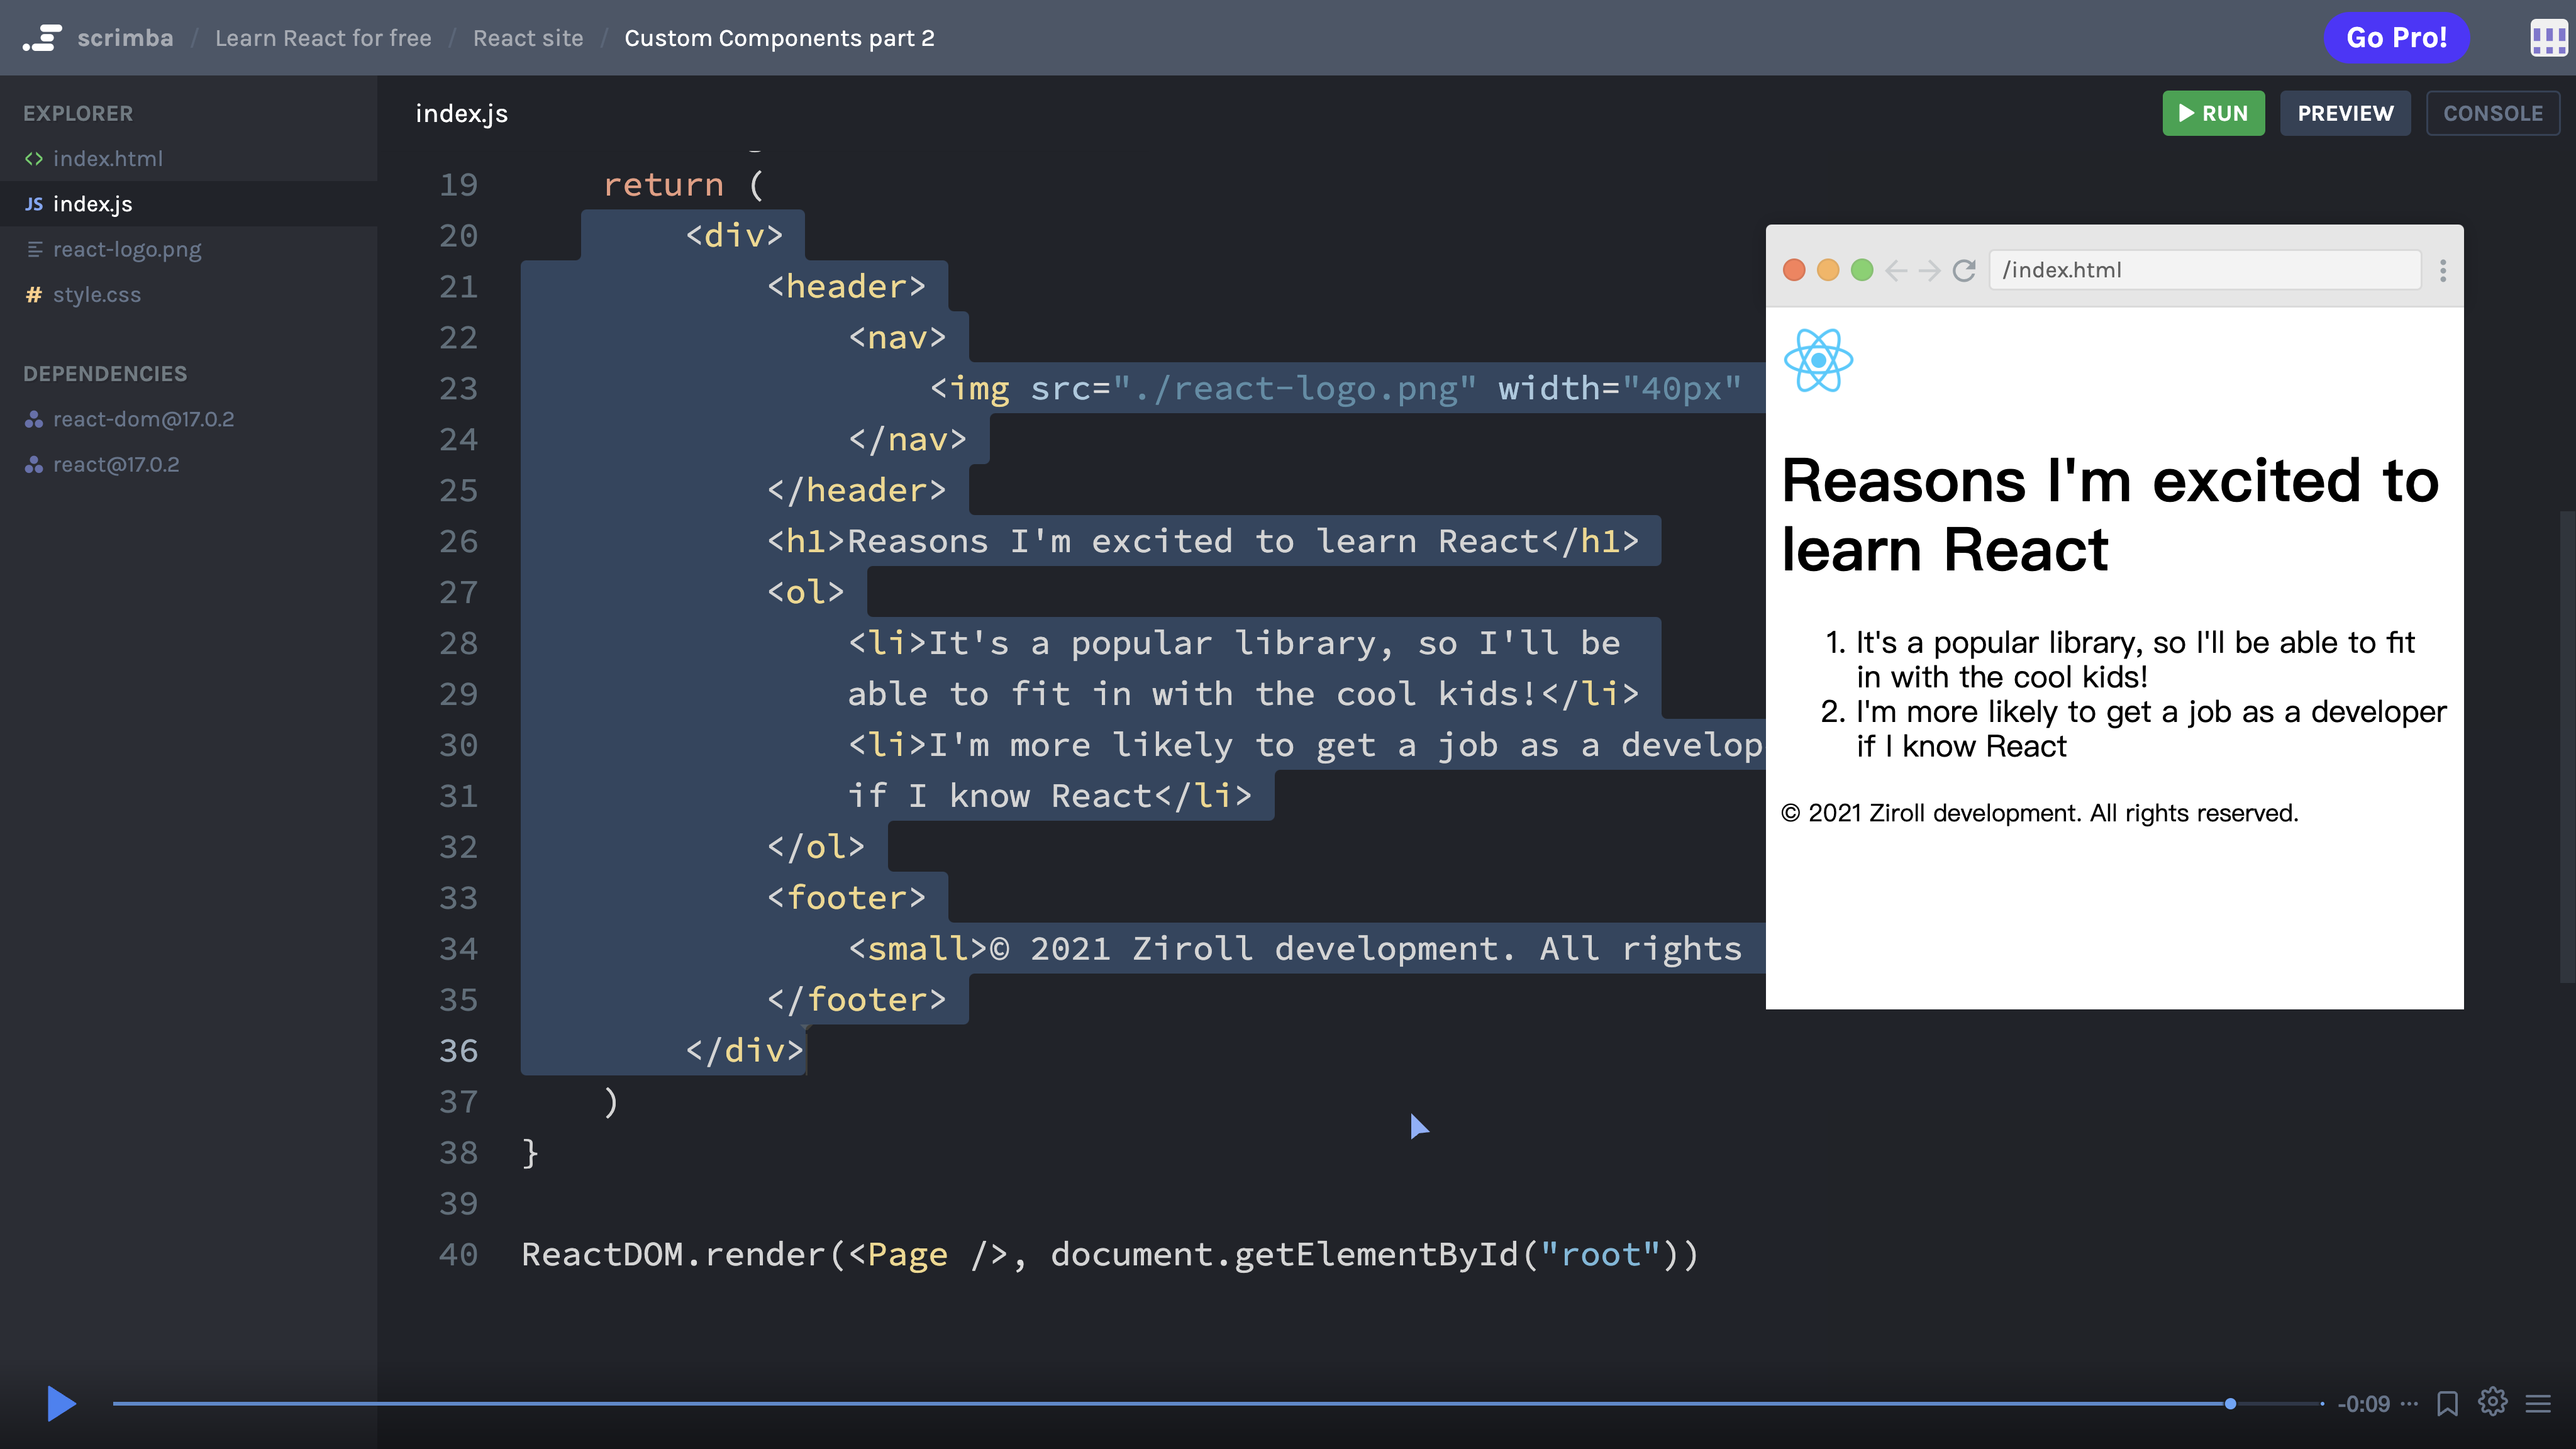 scrimba / Learn React for free / React site / Custom Components part 2
Go Pro!
EXPLORER
<> index.html
JS index.js
react-logo.png
# style.css
DEPENDENCIES
react-dom@17.0.2
react@17.0.2
index.js
RUN PREVIEW CONSOLE
19 return (
20 <div>
21 <header>
22 <nav>
23 <img src="./react-logo.png" width="40px"
24 </nav>
25 </header>
26 <h1>Reasons I'm excited to learn React</h1>
27 <ol>
28 <li>It's a popular library, so I'll be
29 able to fit in with the cool kids!</li>
30 <li>I'm more likely to get a job as a develop
31 if I know React</li>
32 </ol>
33 <footer>
34 <small>© 2021 Ziroll development. All rights
35 </footer>
36 </div>
37 )
38 }
39
40 ReactDOM.render(<Page />, document.getElementById("root"))
/index.html
Reasons I'm excited to
learn React
1. It's a popular library, so I'll be able to fit
in with the cool kids!
2. I'm more likely to get a job as a developer
if I know React
© 2021 Ziroll development. All rights reserved.
-0:09